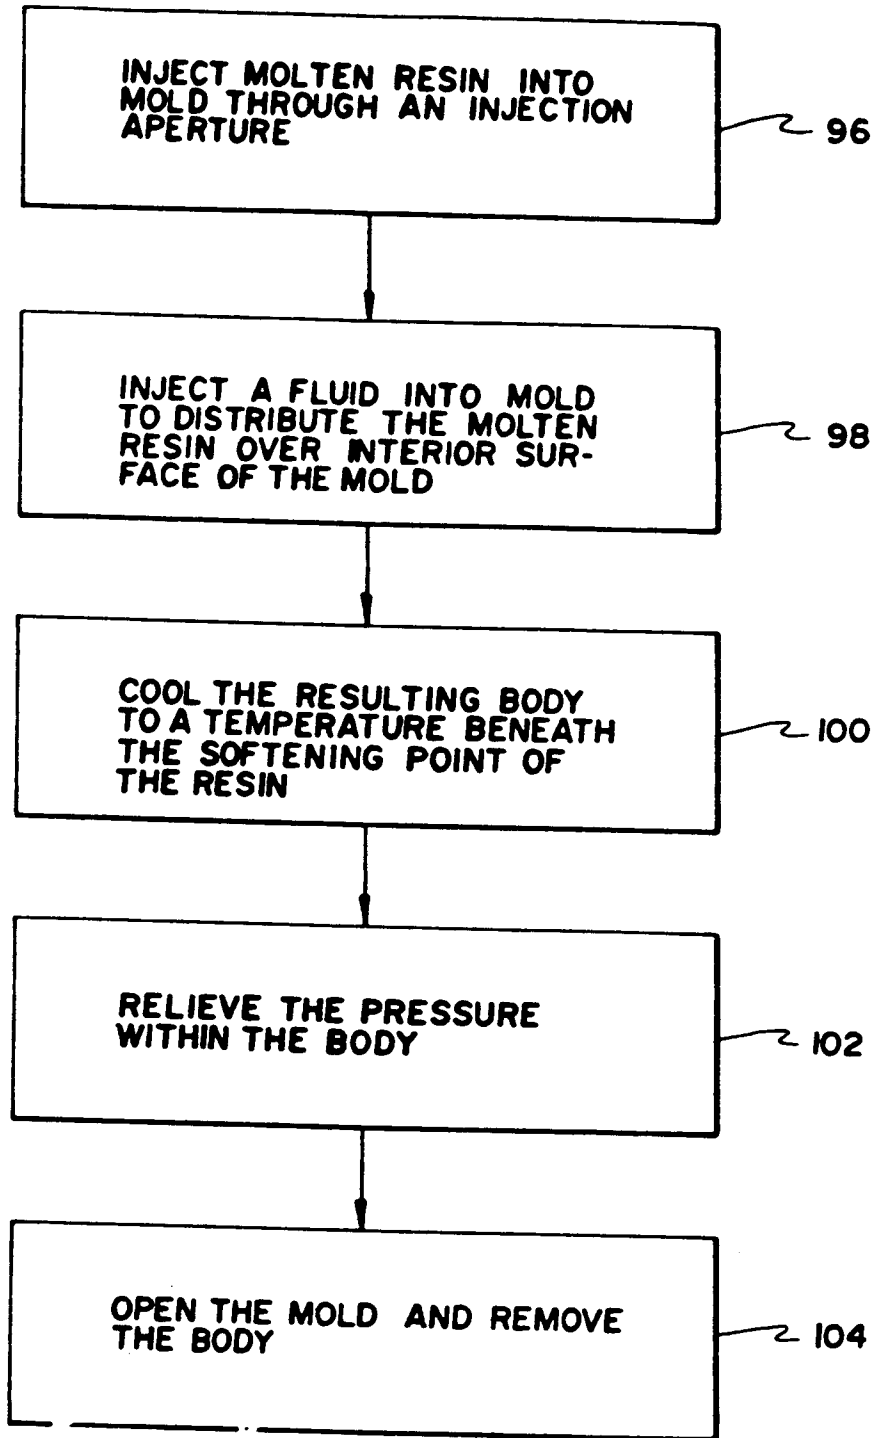 INJECT MOLTEN RESIN INTO
MOLD THROUGH AN INJECTION
APERTURE
96
INJECT A FLUID INTO MOLD
TO DISTRIBUTE THE MOLTEN
RESIN OVER INTERIOR SUR-
FACE OF THE MOLD
98
COOL THE RESULTING BODY
TO A TEMPERATURE BENEATH
THE SOFTENING POINT OF
THE RESIN
100
RELIEVE THE PRESSURE
WITHIN THE BODY
102
OPEN THE MOLD AND REMOVE
THE BODY
104